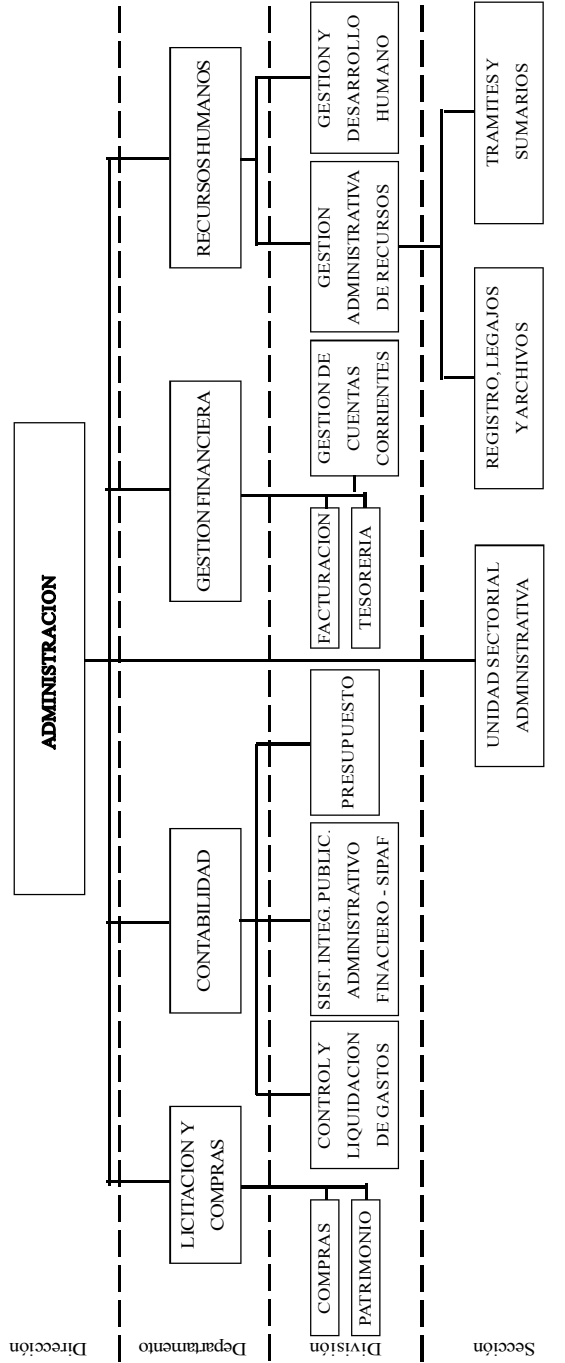 ADMINISTRACION
Dirección
LICITACION Y
COMPRAS
CONTABILIDAD
GESTION FINANCIERA
RECURSOS HUMANOS
Departamento
COMPRAS
PATRIMONIO
CONTROL Y
LIQUIDACION
DE GASTOS
SIST. INTEG. PUBLIC.
ADMINISTRATIVO
FINACIERO - SIPAF
PRESUPUESTO
FACTURACION
TESORERIA
GESTION DE
CUENTAS
CORRIENTES
GESTION
ADMINISTRATIVA
DE RECURSOS
GESTION Y
DESARROLLO
HUMANO
División
UNIDAD SECTORIAL
ADMINISTRATIVA
REGISTRO, LEGAJOS
Y ARCHIVOS
TRAMITES Y
SUMARIOS
Sección